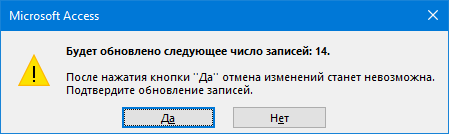 Microsoft Access
Будет обновлено следующее число записей: 14.
После нажатия кнопки "Да" отмена изменений станет невозможна.
Подтвердите обновление записей.
Да
Нет